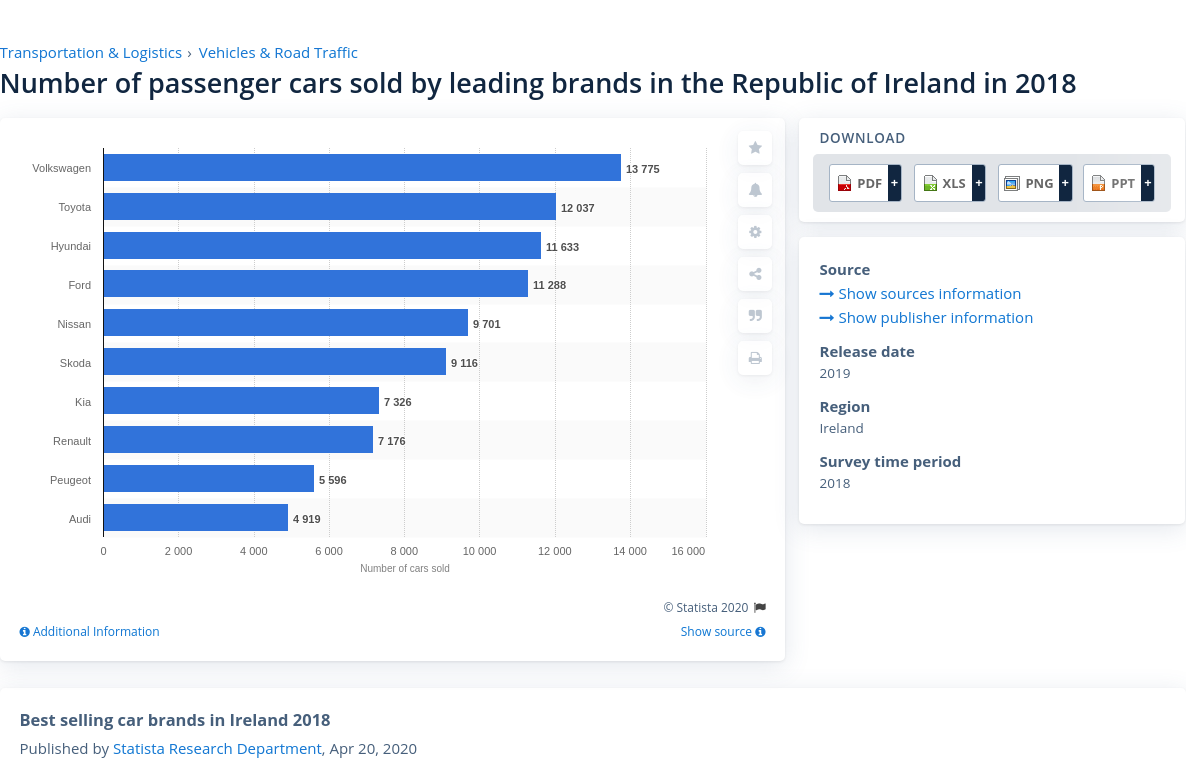 Transportation & Logistics › Vehicles & Road Traffic
Number of passenger cars sold by leading brands in the Republic of Ireland in 2018
Volkswagen 13 775
Toyota 12 037
Hyundai 11 633
Ford 11 288
Nissan 9 701
Skoda 9 116
Kia 7 326
Renault 7 176
Peugeot 5 596
Audi 4 919
0 2 000 4 000 6 000 8 000 10 000 12 000 14 000 16 000
Number of cars sold
© Statista 2020
Additional Information Show source
DOWNLOAD
PDF + XLS + PNG + PPT +
Source
Show sources information
Show publisher information
Release date
2019
Region
Ireland
Survey time period
2018
Best selling car brands in Ireland 2018
Published by Statista Research Department, Apr 20, 2020